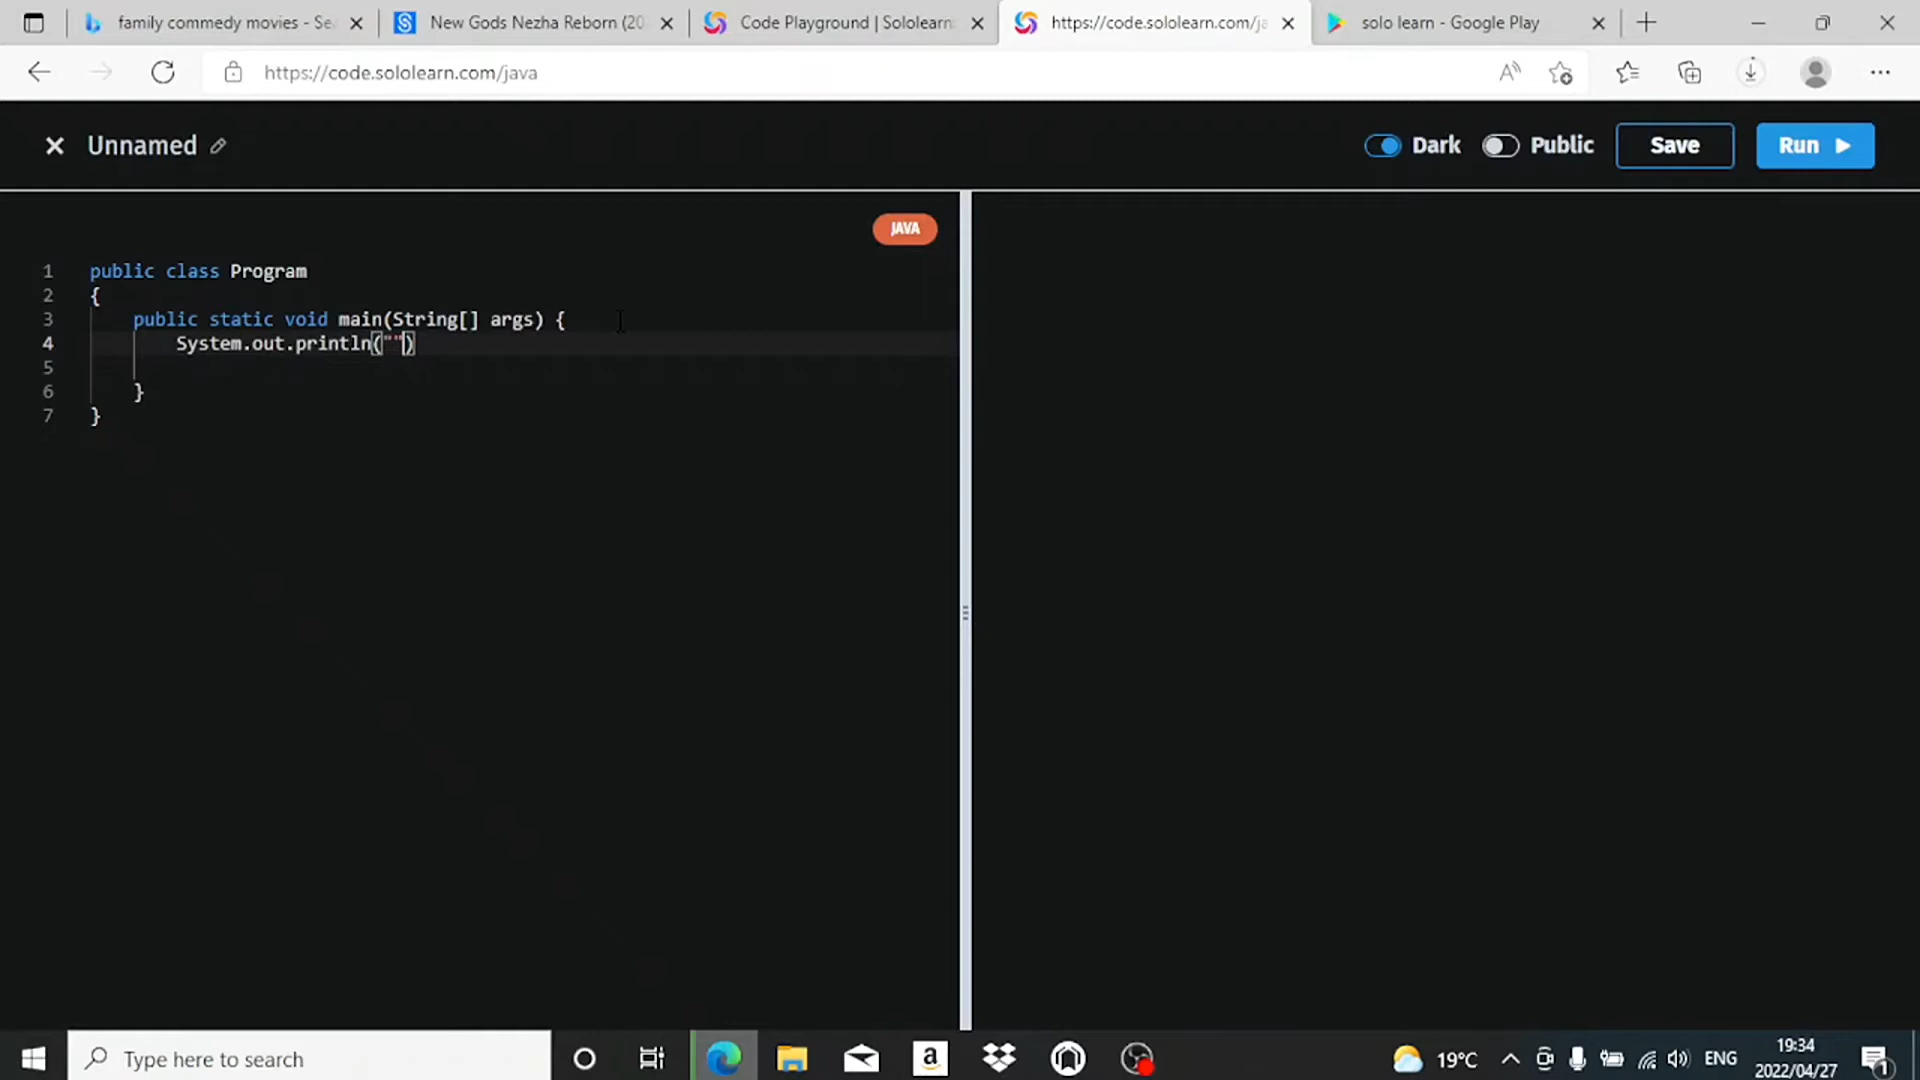 family commedy movies - Se
New Gods Nezha Reborn (20
Code Playground | Sololearn
https://code.sololearn.com/ja
solo learn - Google Play
https://code.sololearn.com/java
Unnamed
Dark
Public
Save
Run
JAVA
1 public class Program
2 {
3 public static void main(String[] args) {
4 System.out.println("")
5
6 }
7 }
Type here to search
19°C
ENG
19:34
2022/04/27
1